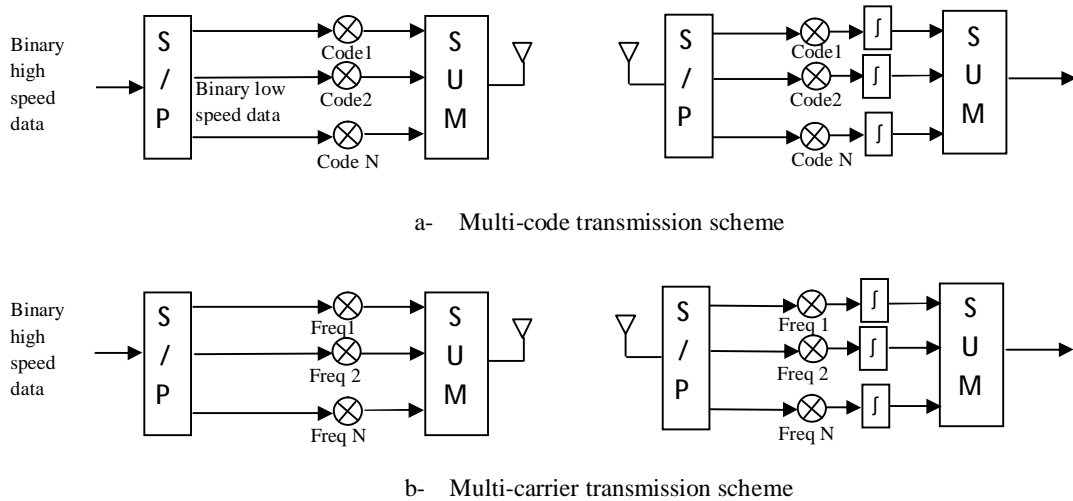 Binary
high
speed
data
S
/
P
Binary low
speed data
Code1
Code2
Code N
S
U
M
S
/
P
Code1
Code2
Code N
∫
∫
∫
S
U
M
a- Multi-code transmission scheme
Binary
high
speed
data
S
/
P
Freq1
Freq 2
Freq N
S
U
M
S
/
P
Freq 1
Freq 2
Freq N
∫
∫
∫
S
U
M
b- Multi-carrier transmission scheme